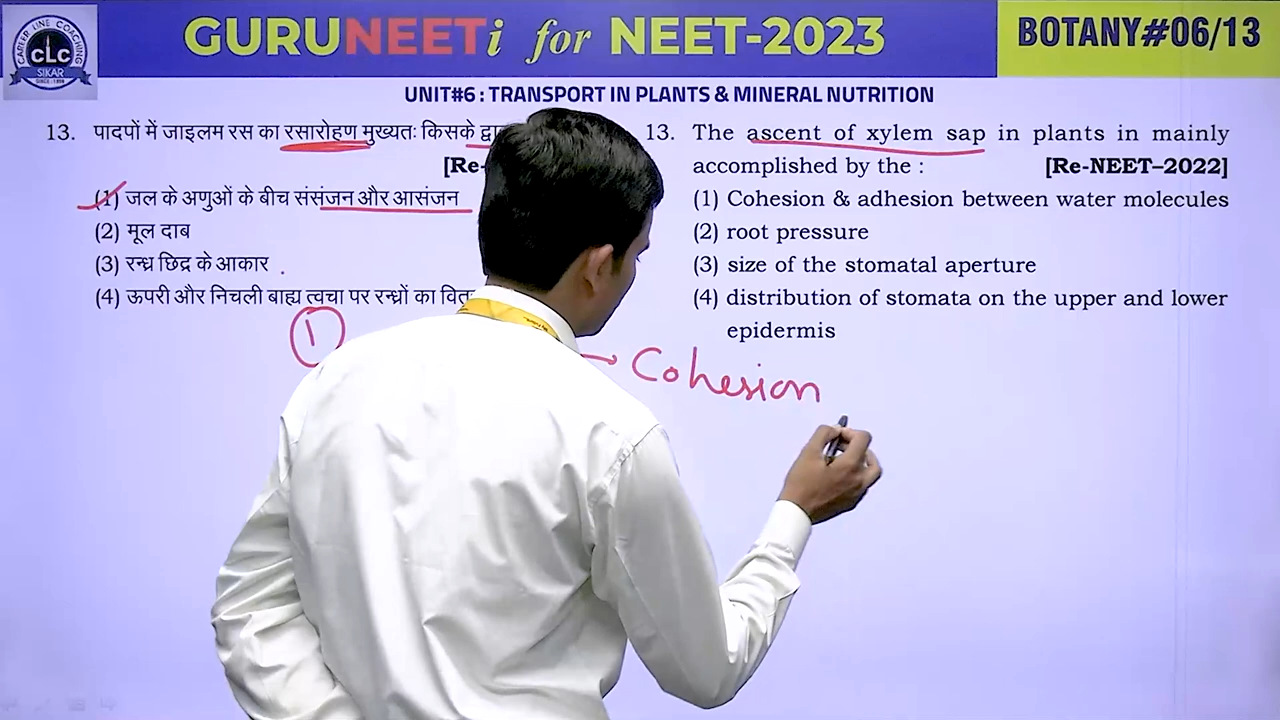 GURUNEETi for NEET-2023
BOTANY#06/13
CAREER LINE COACHING
CLC
SIKAR
SINCE : 1996
UNIT#6 : TRANSPORT IN PLANTS & MINERAL NUTRITION
13. पादपों में जाइलम रस का रसारोहण मुख्यतः किसके
[Re-
(1) जल के अणुओं के बीच संसंजन और आसंजन
(2) मूल दाब
(3) रन्ध्र छिद्र के आकार
(4) ऊपरी और निचली बाह्य त्वचा पर रन्ध्रों का
1
13. The ascent of xylem sap in plants in mainly
accomplished by the : [Re-NEET–2022]
(1) Cohesion & adhesion between water molecules
(2) root pressure
(3) size of the stomatal aperture
(4) distribution of stomata on the upper and lower
epidermis
→ Cohesion